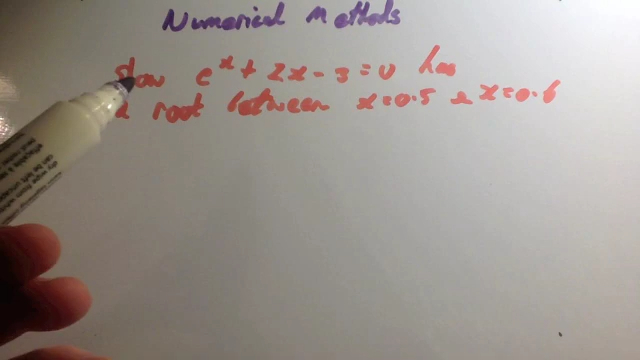 Numerical Methods
Show e^x + 2x - 3 = 0 has
a root between x=0.5 & x=0.6